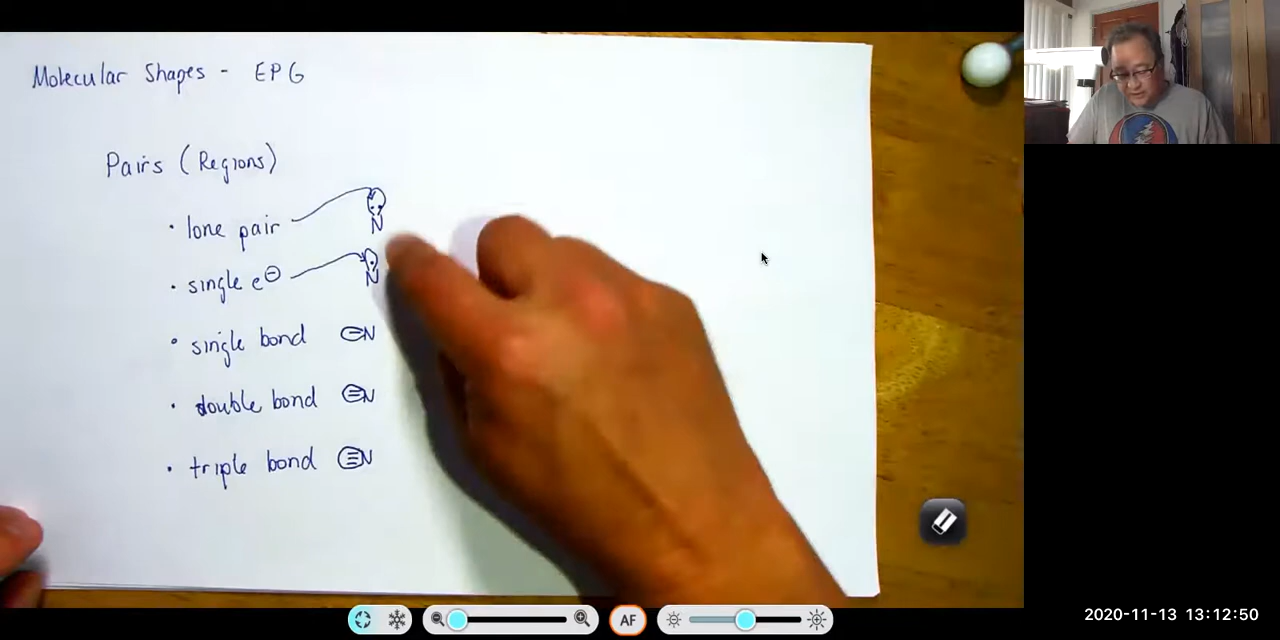 Molecular Shapes - EPG
Pairs (Regions)
• lone pair N
• single e⊖ N
• single bond -N
• double bond =N
• triple bond ≡N
AF
2020-11-13 13:12:50